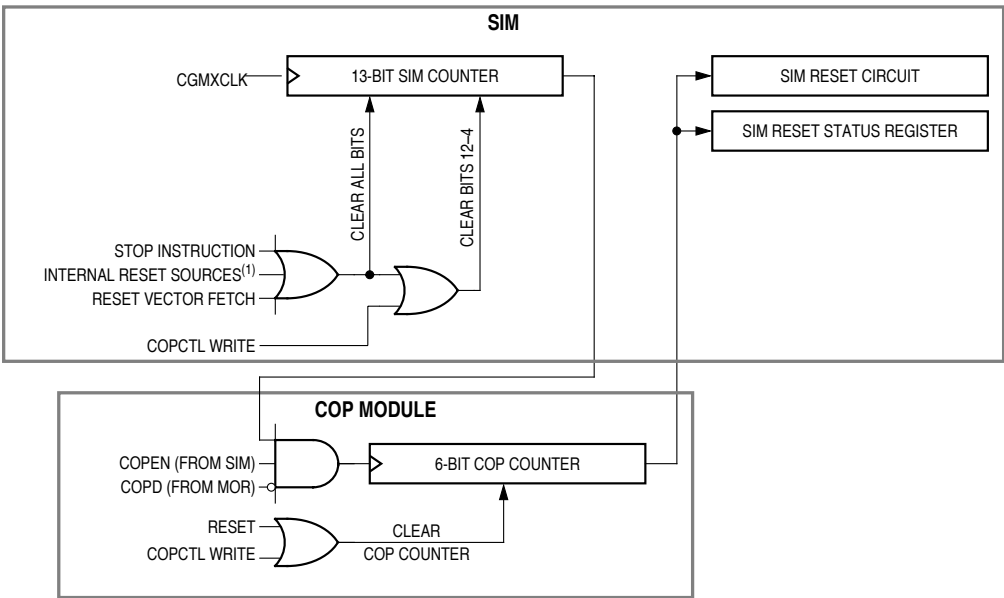 SIM
CGMXCLK
13-BIT SIM COUNTER
SIM RESET CIRCUIT
SIM RESET STATUS REGISTER
CLEAR ALL BITS
CLEAR BITS 12–4
STOP INSTRUCTION
INTERNAL RESET SOURCES(1)
RESET VECTOR FETCH
COPCTL WRITE
COP MODULE
COPEN (FROM SIM)
COPD (FROM MOR)
6-BIT COP COUNTER
RESET
COPCTL WRITE
CLEAR
COP COUNTER